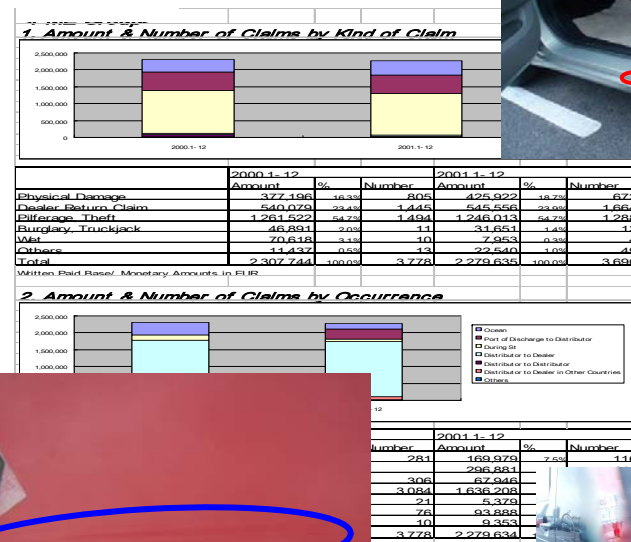 1. Amount & Number of Claims by Kind of Claim
2,500,000
2,000,000
1,500,000
1,000,000
500,000
0
2000.1- 12
2001.1- 12
2000 1- 12 2001 1- 12
Amount % Number Amount % Number
Physical Damage 377,196 16.3% 805 425,922 18.7%
Dealer Return Claim 540,079 23.4% 1,445 545,556 23.9%
Pilferage, Theft 1,261,522 54.7% 1,494 1,246,013 54.7%
Burglary, Truckjack 46,891 2.0% 11 31,651 1.4%
Wet 70,618 3.1% 10 7,953 0.3%
Others 11,437 0.5% 13 22,540 1.0%
Total 2,307,744 100.0% 3,778 2,279,635 100.0%
Written Paid Base/ Monetary Amounts in EUR
2. Amount & Number of Claims by Occurrence
2,500,000
2,000,000
1,500,000
1,000,000
Ocean
Port of Discharge to Distributor
During St
Distributor to Dealer
Distributor to Distributor
Distributor to Dealer in Other Countries
Others
12
2001 1- 12
Number Amount % Number
281 169,979 7.5%
296,881
306 67,946
3,084 1,636,208
21 5,379
76 93,888
10 9,353
3,778 2,279,634